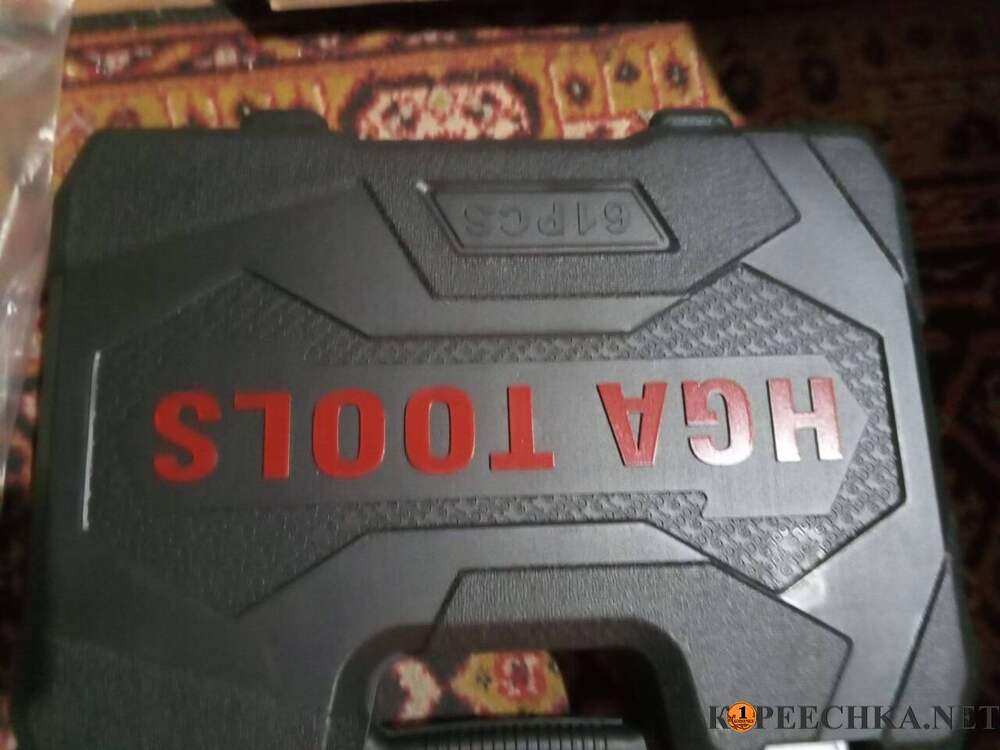 HGA TOOLS
61PCS
KOPEECHKA.NET